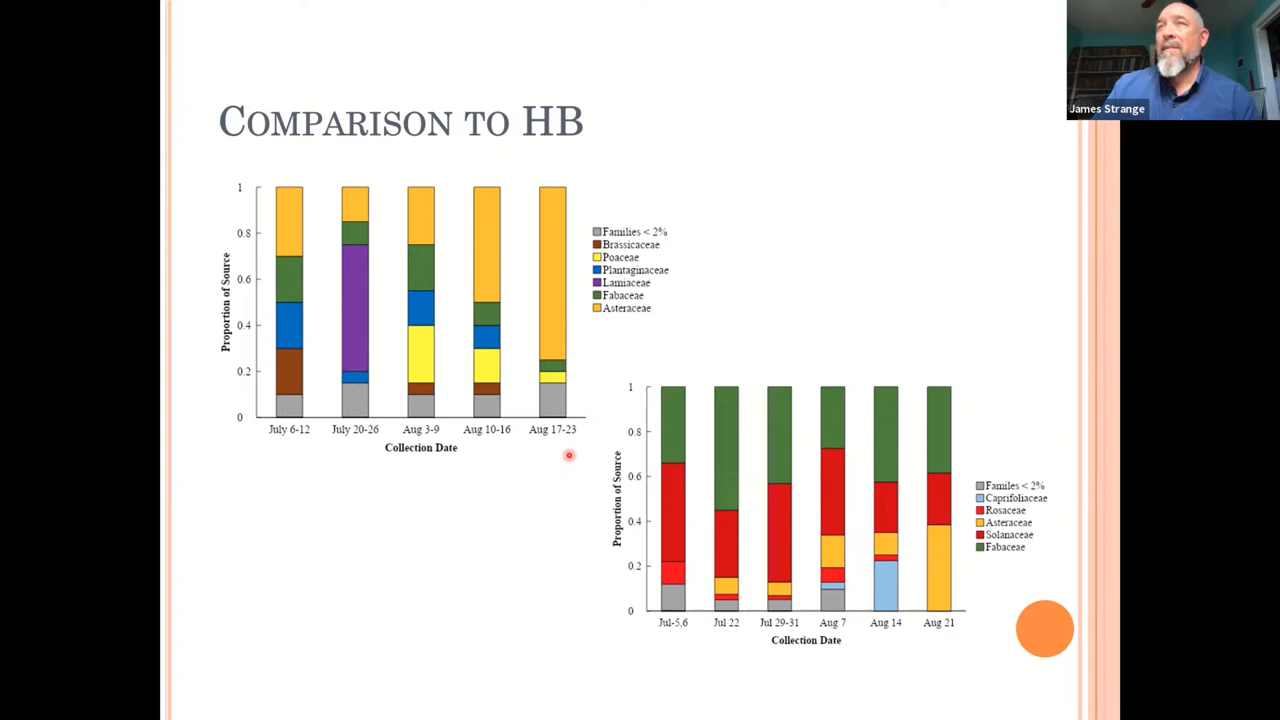 James Strange
COMPARISON TO HB
1
0.8
0.6
0.4
0.2
0
Proportion of Source
July 6-12
July 20-26
Aug 3-9
Aug 10-16
Aug 17-23
Collection Date
Families < 2%
Brassicaceae
Poaceae
Plantaginaceae
Lamiaceae
Fabaceae
Asteraceae
1
0.8
0.6
0.4
0.2
0
Proportion of Source
Jul-5,6
Jul 22
Jul 29-31
Aug 7
Aug 14
Aug 21
Collection Date
Familes < 2%
Caprifoliaceae
Rosaceae
Asteraceae
Solanaceae
Fabaceae